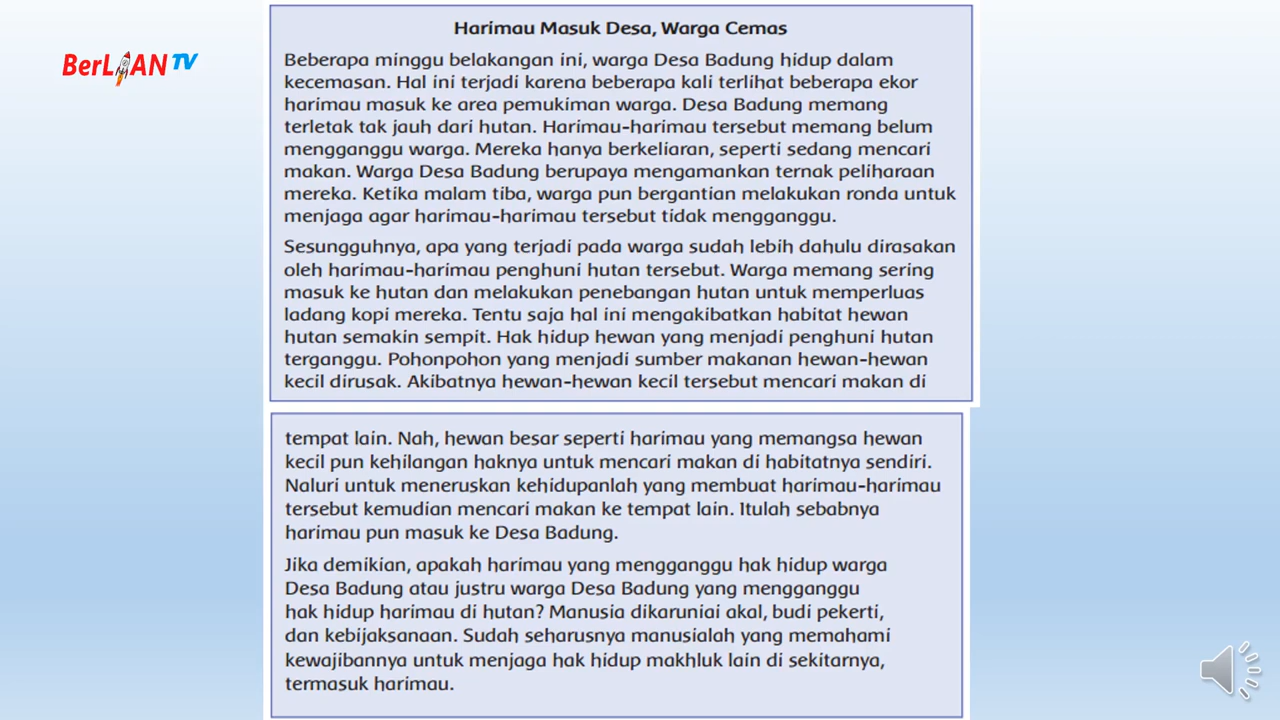 BerLIAN TV
Harimau Masuk Desa, Warga Cemas
Beberapa minggu belakangan ini, warga Desa Badung hidup dalam
kecemasan. Hal ini terjadi karena beberapa kali terlihat beberapa ekor
harimau masuk ke area pemukiman warga. Desa Badung memang
terletak tak jauh dari hutan. Harimau-harimau tersebut memang belum
mengganggu warga. Mereka hanya berkeliaran, seperti sedang mencari
makan. Warga Desa Badung berupaya mengamankan ternak peliharaan
mereka. Ketika malam tiba, warga pun bergantian melakukan ronda untuk
menjaga agar harimau-harimau tersebut tidak mengganggu.
Sesungguhnya, apa yang terjadi pada warga sudah lebih dahulu dirasakan
oleh harimau-harimau penghuni hutan tersebut. Warga memang sering
masuk ke hutan dan melakukan penebangan hutan untuk memperluas
ladang kopi mereka. Tentu saja hal ini mengakibatkan habitat hewan
hutan semakin sempit. Hak hidup hewan yang menjadi penghuni hutan
terganggu. Pohonpohon yang menjadi sumber makanan hewan-hewan
kecil dirusak. Akibatnya hewan-hewan kecil tersebut mencari makan di
tempat lain. Nah, hewan besar seperti harimau yang memangsa hewan
kecil pun kehilangan haknya untuk mencari makan di habitatnya sendiri.
Naluri untuk meneruskan kehidupanlah yang membuat harimau-harimau
tersebut kemudian mencari makan ke tempat lain. Itulah sebabnya
harimau pun masuk ke Desa Badung.
Jika demikian, apakah harimau yang mengganggu hak hidup warga
Desa Badung atau justru warga Desa Badung yang mengganggu
hak hidup harimau di hutan? Manusia dikaruniai akal, budi pekerti,
dan kebijaksanaan. Sudah seharusnya manusialah yang memahami
kewajibannya untuk menjaga hak hidup makhluk lain di sekitarnya,
termasuk harimau.